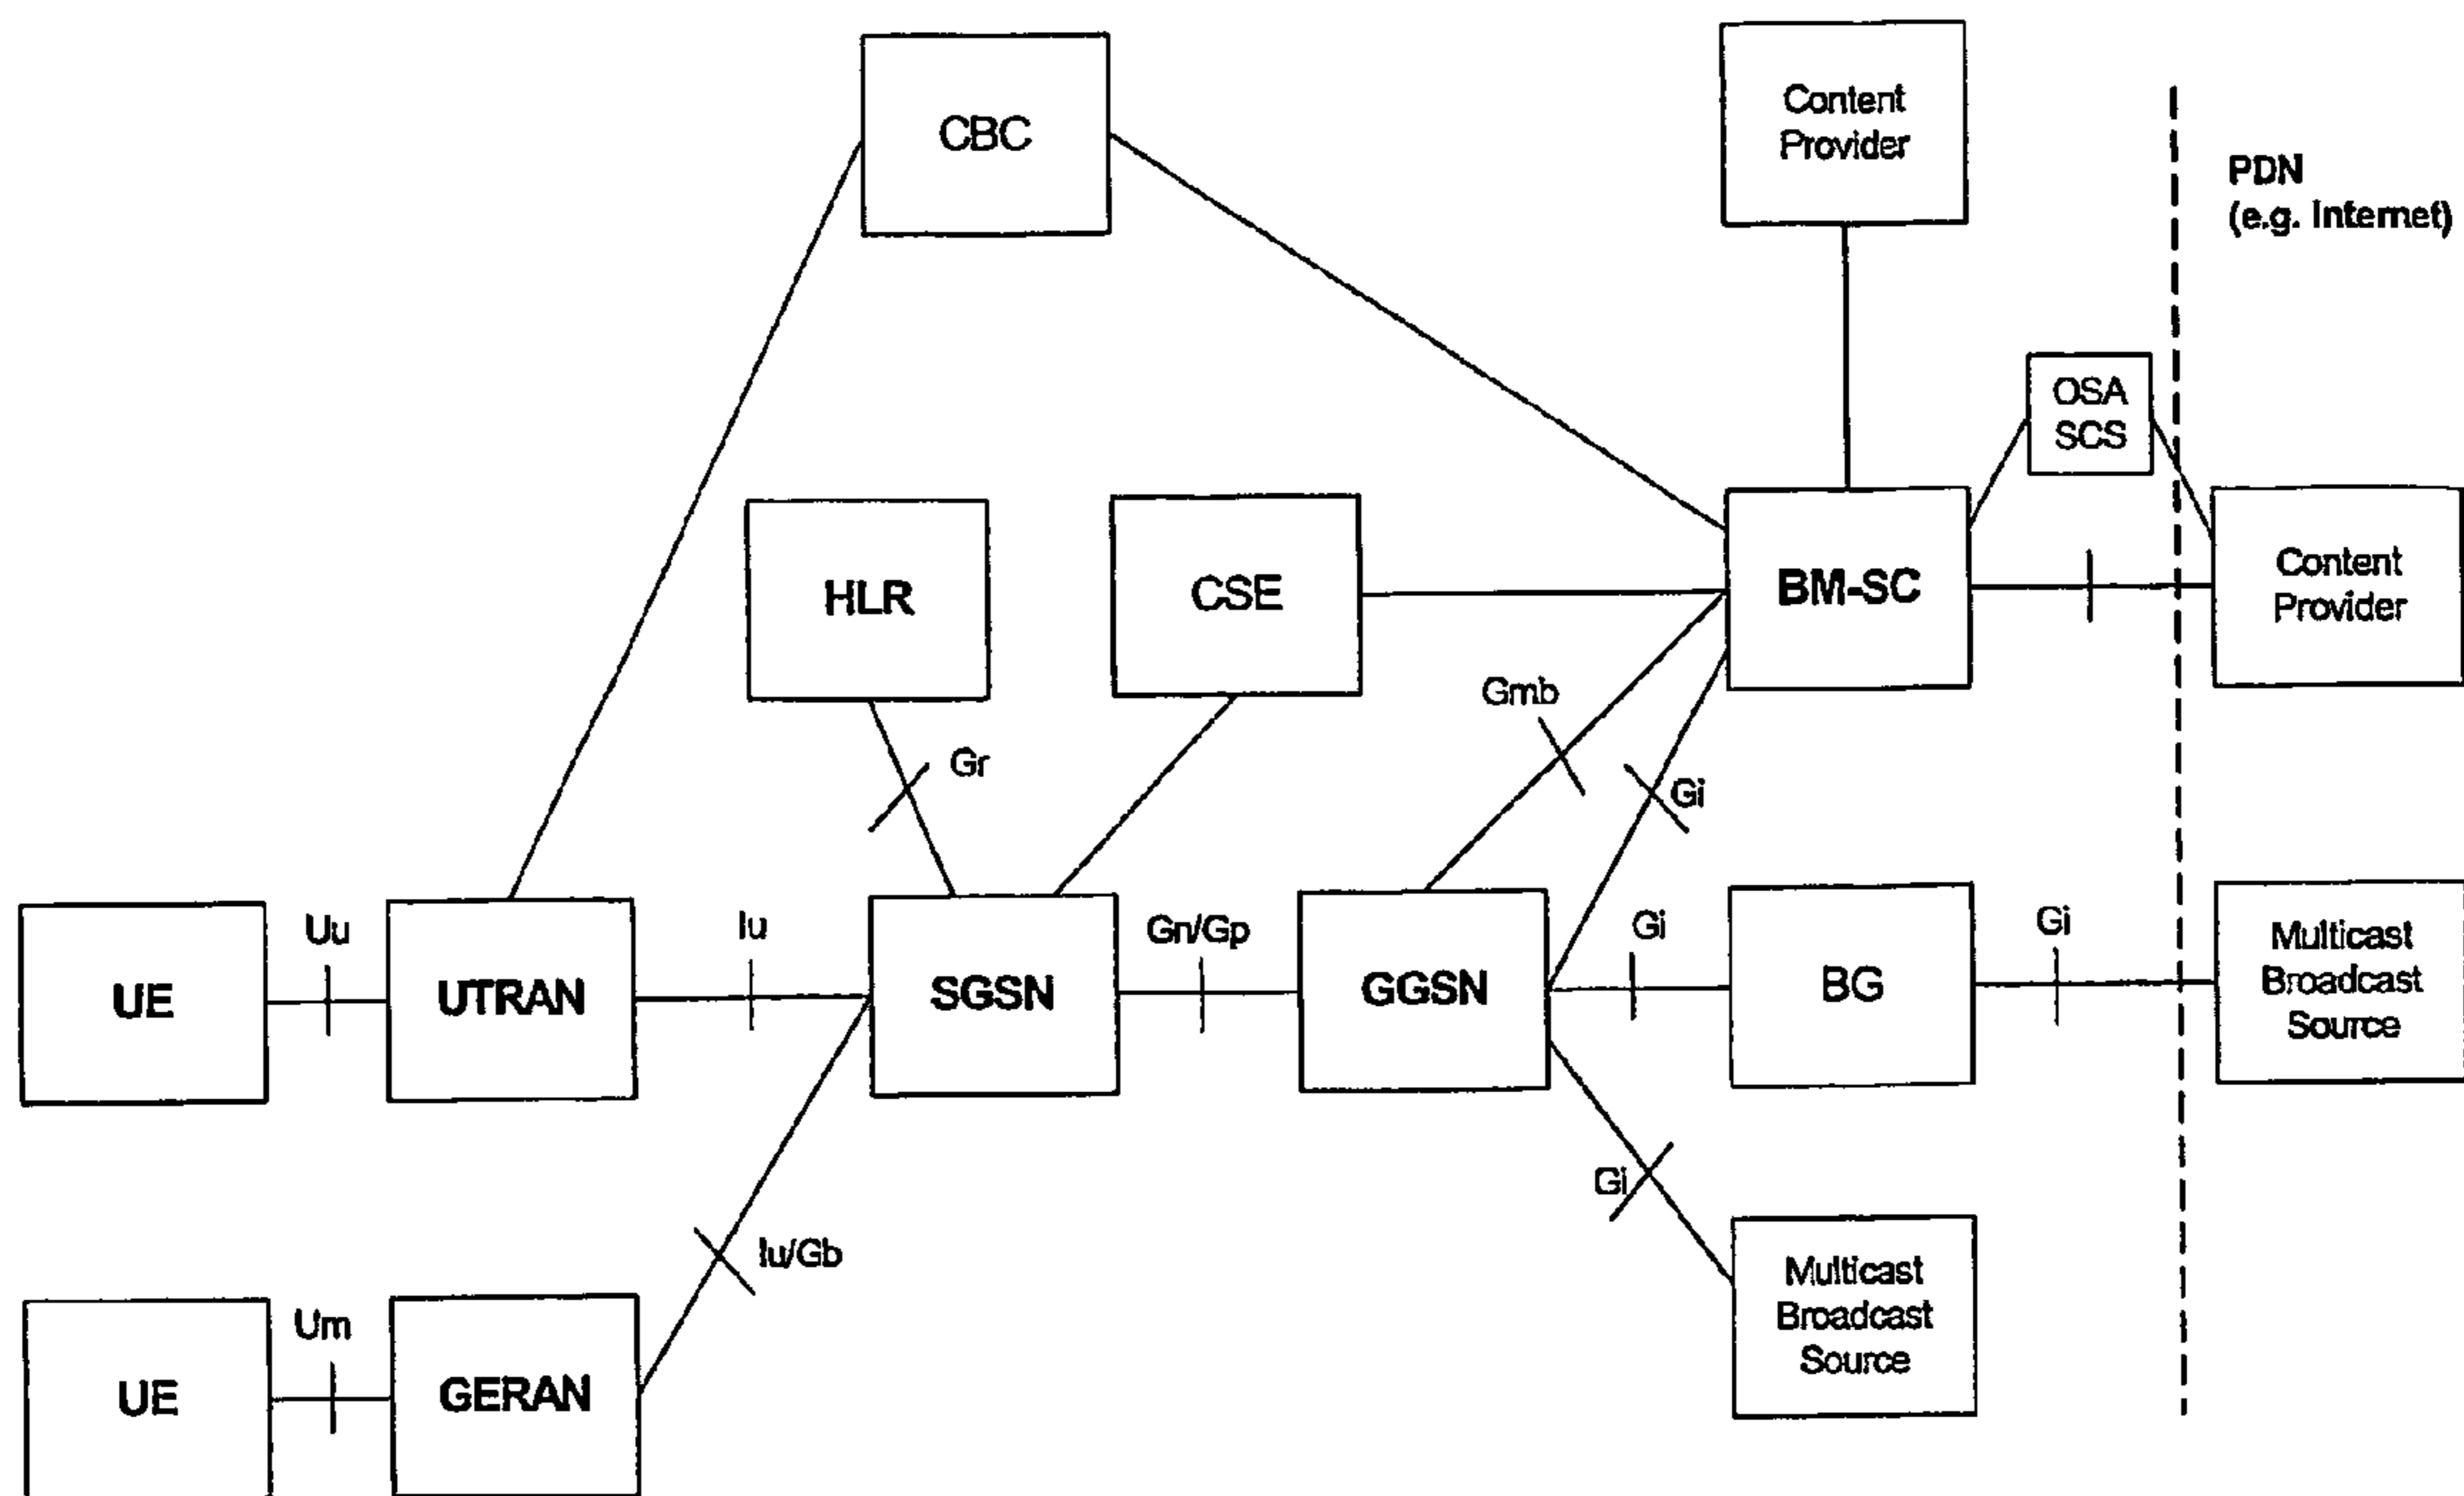 CBC
Content
Provider
PDN
(e.g. Internet)
OSA
SCS
HLR
CSE
BM-SC
Content
Provider
Gmb
Gr
Gi
UE
Uu
UTRAN
Iu
SGSN
Gn/Gp
GGSN
Gi
BG
Gi
Multicast
Broadcast
Source
Gi
Iu/Gb
UE
Um
GERAN
Multicast
Broadcast
Source